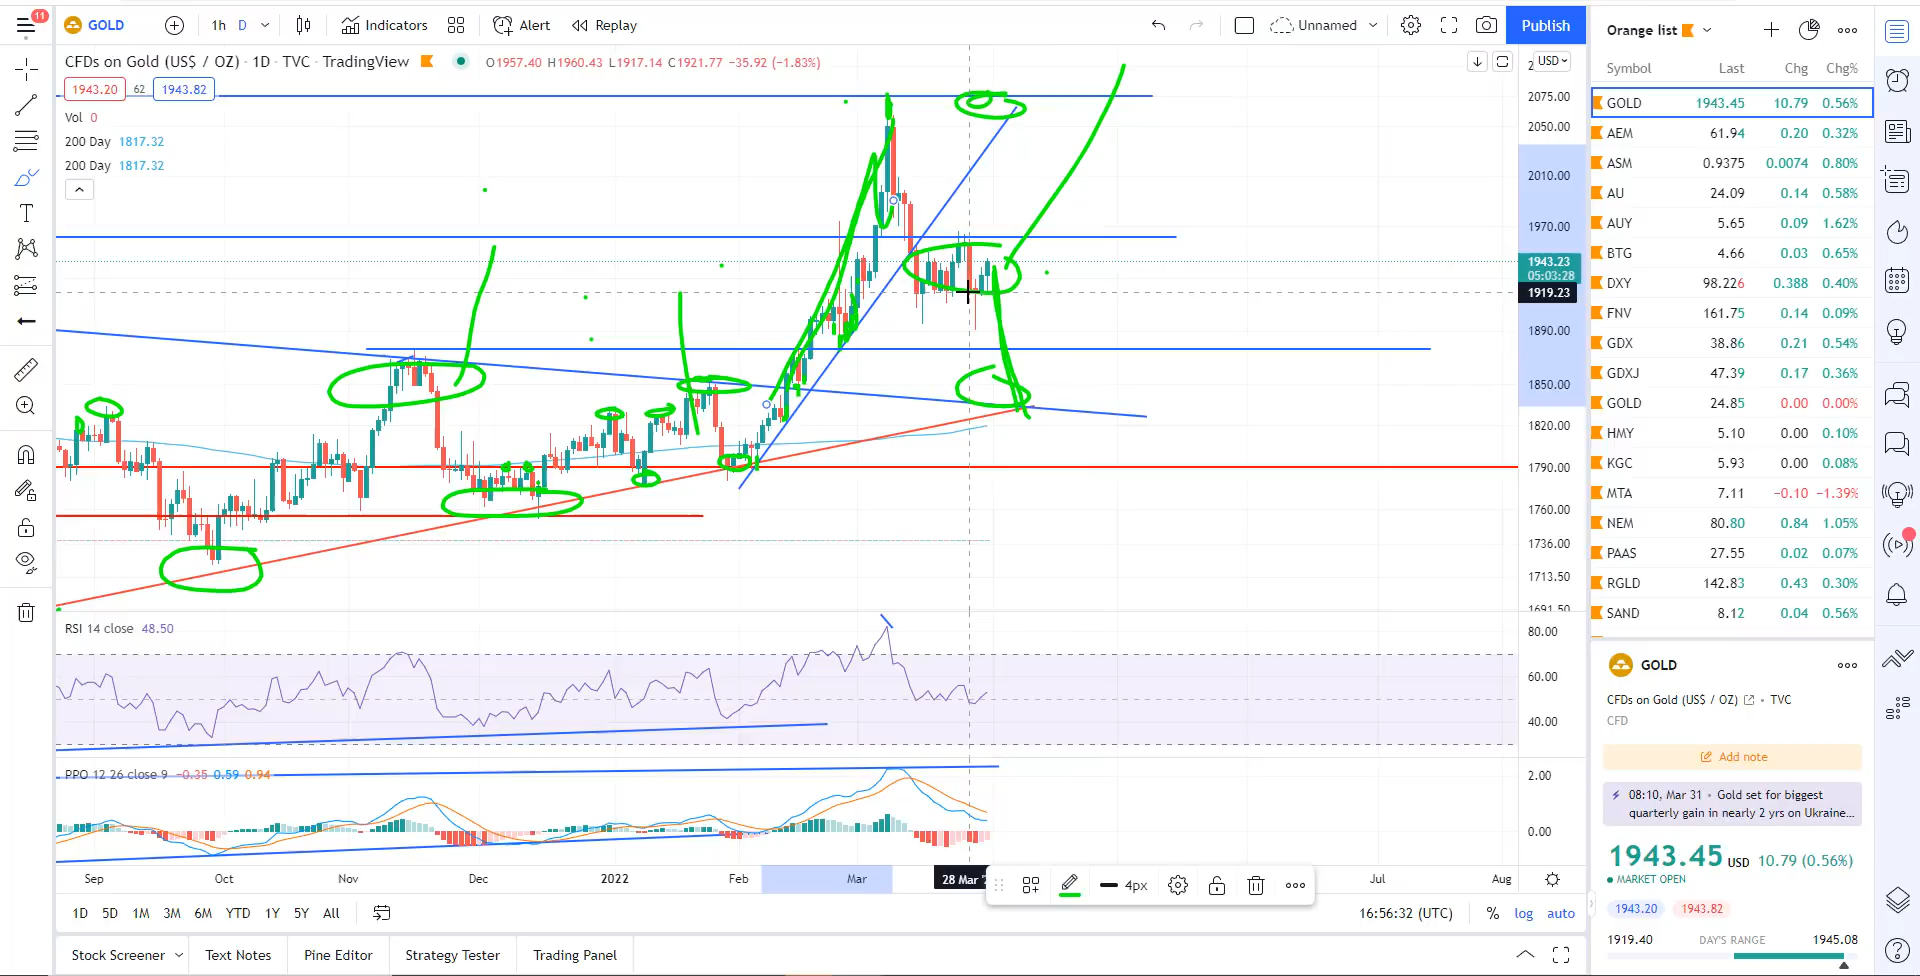 11
GOLD
1h D
Indicators
Alert
Replay
Unnamed
Publish
CFDs on Gold (US$ / OZ) · 1D · TVC · TradingView
O1957.40 H1960.43 L1917.14 C1921.77 −35.92 (−1.83%)
1943.20 62 1943.82
Vol 0
200 Day 1817.32
200 Day 1817.32
USD
2075.00
2050.00
2010.00
1970.00
1943.23
05:03:28
1919.23
1890.00
1850.00
1820.00
1790.00
1760.00
1736.00
1713.50
1691.50
RSI 14 close 48.50
80.00
60.00
40.00
PPO 12 26 close 9 −0.35 0.59 0.94
2.00
0.00
Sep Oct Nov Dec 2022 Feb Mar 28 Mar Jul Aug
4px
1D 5D 1M 3M 6M YTD 1Y 5Y All
16:56:32 (UTC) % log auto
Stock Screener Text Notes Pine Editor Strategy Tester Trading Panel
Orange list
Symbol Last Chg Chg%
GOLD 1943.45 10.79 0.56%
AEM 61.94 0.20 0.32%
ASM 0.9375 0.0074 0.80%
AU 24.09 0.14 0.58%
AUY 5.65 0.09 1.62%
BTG 4.66 0.03 0.65%
DXY 98.226 0.388 0.40%
FNV 161.75 0.14 0.09%
GDX 38.86 0.21 0.54%
GDXJ 47.39 0.17 0.36%
GOLD 24.85 0.00 0.00%
HMY 5.10 0.00 0.10%
KGC 5.93 0.00 0.08%
MTA 7.11 −0.10 −1.39%
NEM 80.80 0.84 1.05%
PAAS 27.55 0.02 0.07%
RGLD 142.83 0.43 0.30%
SAND 8.12 0.04 0.56%
GOLD
CFDs on Gold (US$ / OZ) • TVC
CFD
Add note
08:10, Mar 31 • Gold set for biggest
quarterly gain in nearly 2 yrs on Ukraine...
1943.45 USD 10.79 (0.56%)
MARKET OPEN
1943.20 1943.82
1919.40 DAY'S RANGE 1945.08